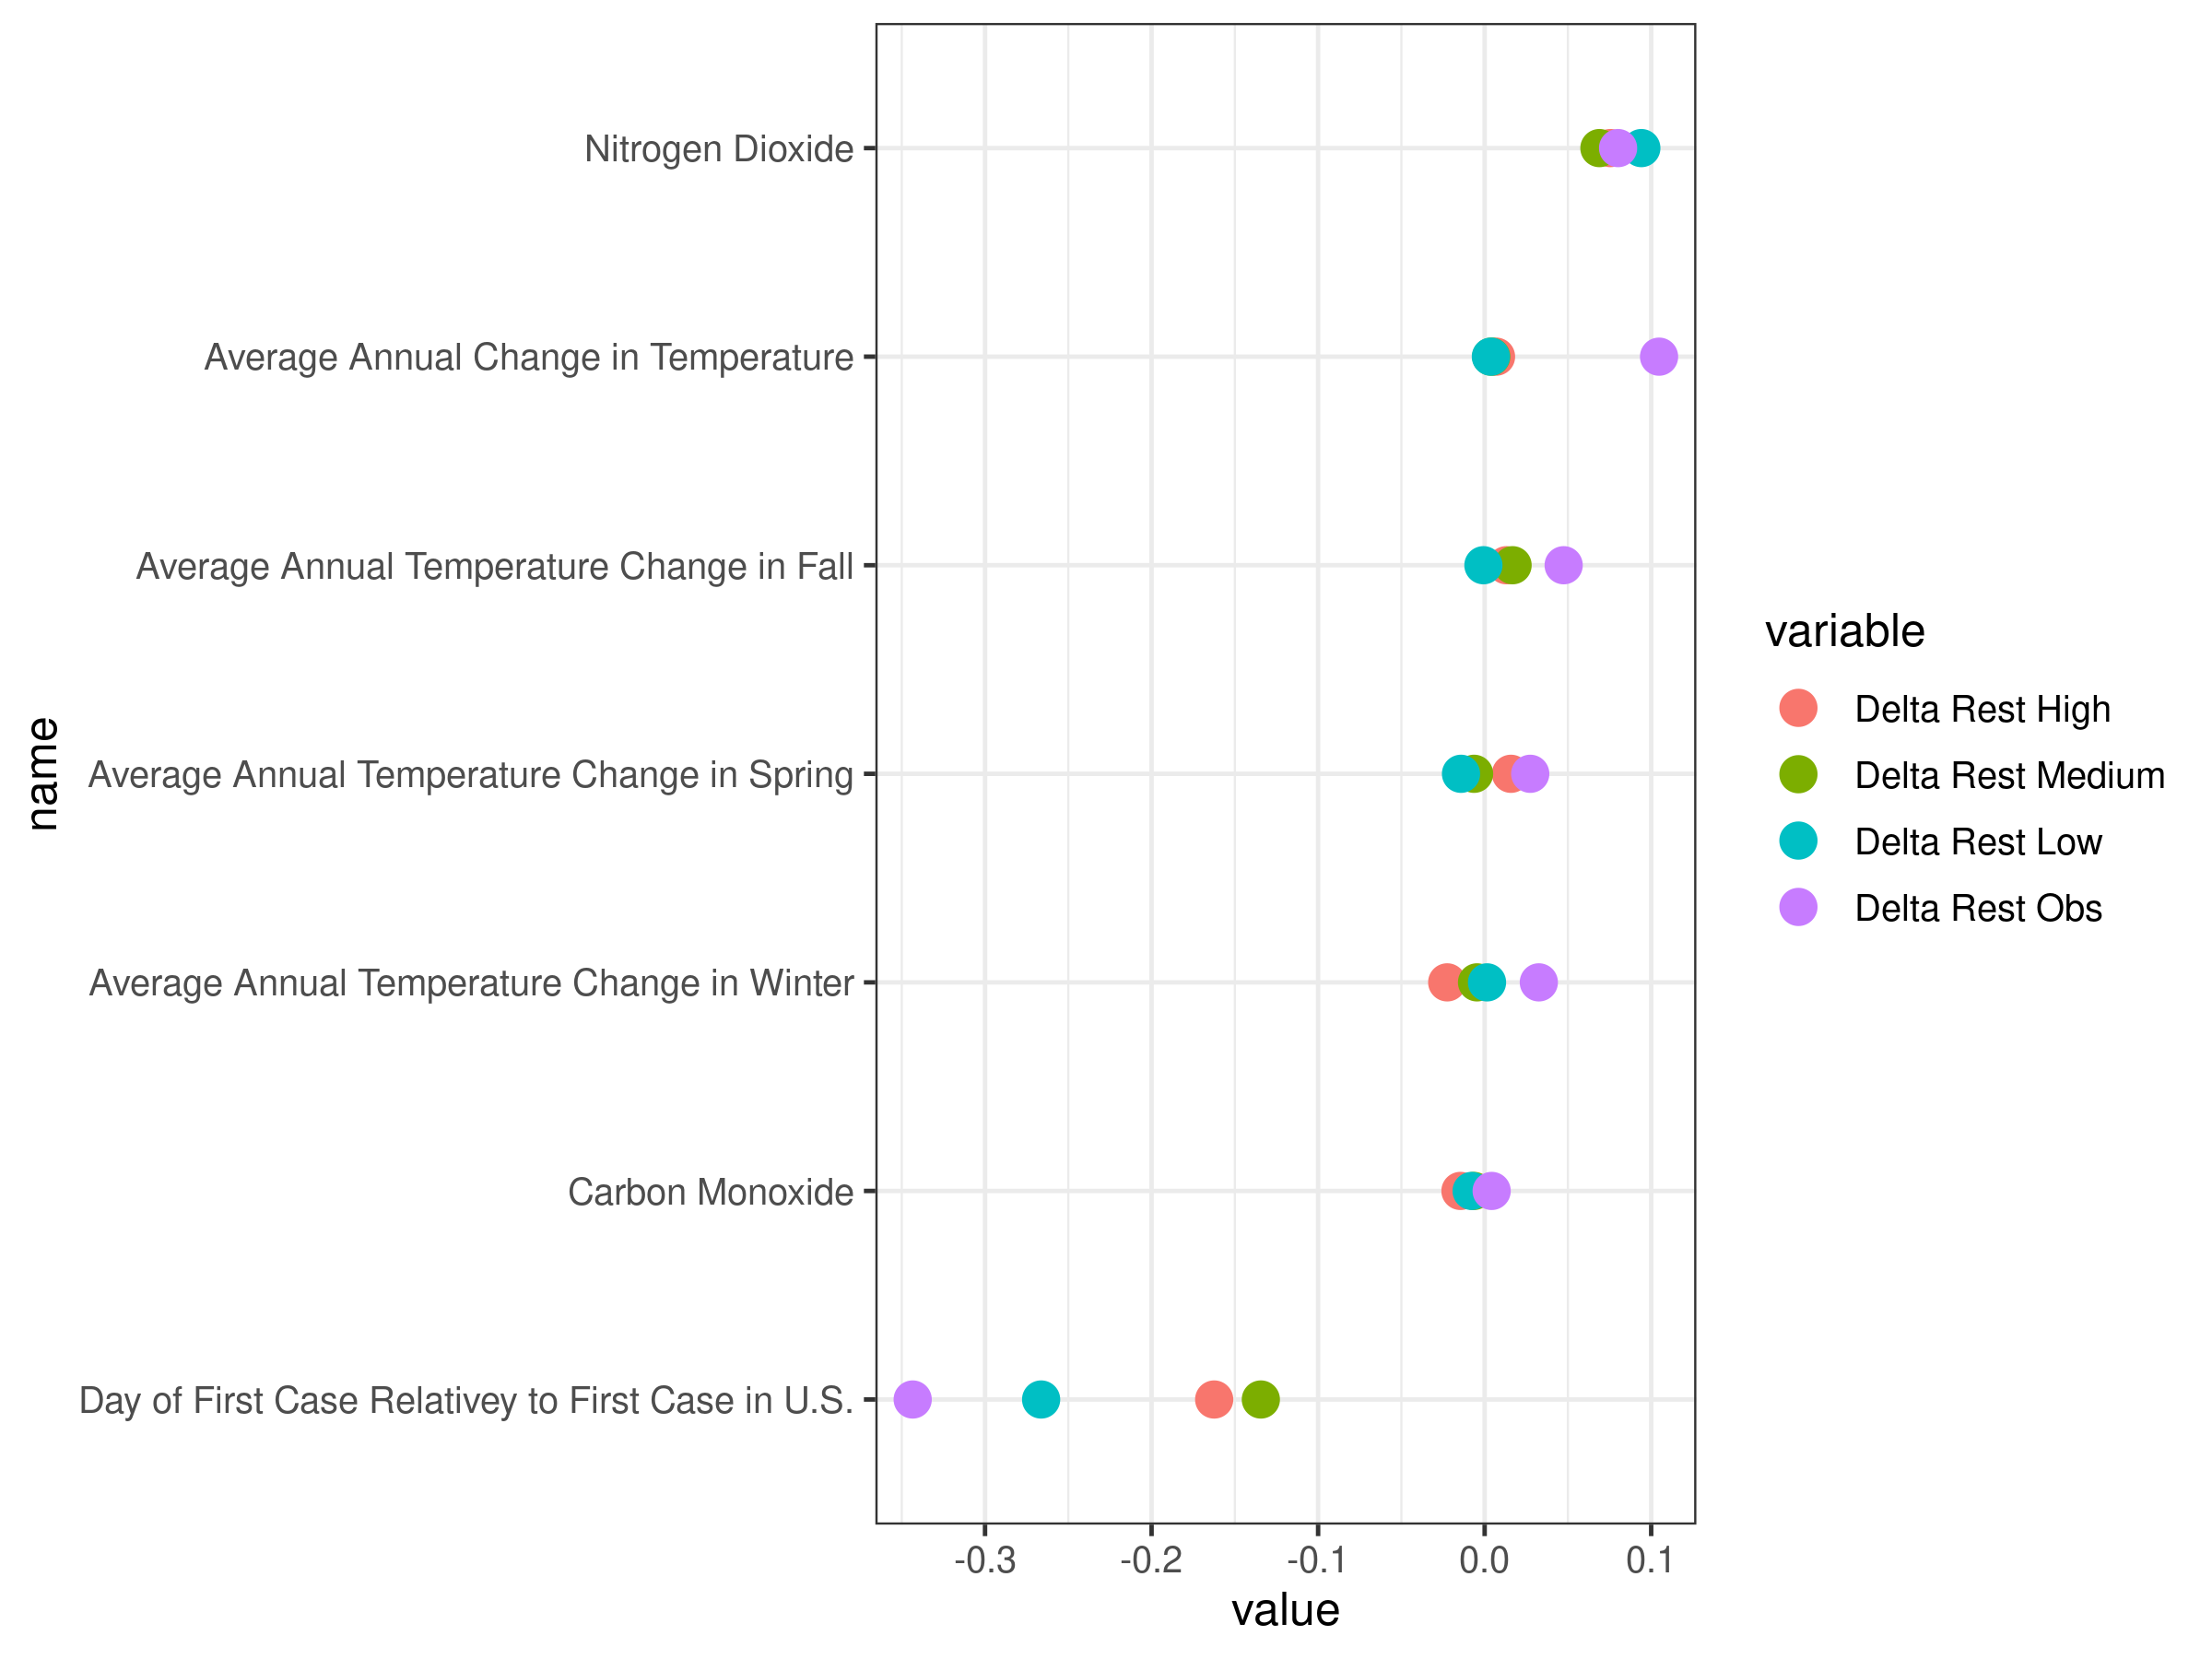 Nitrogen Dioxide
Average Annual Change in Temperature
Average Annual Temperature Change in Fall
Average Annual Temperature Change in Spring
Average Annual Temperature Change in Winter
Carbon Monoxide
Day of First Case Relativey to First Case in U.S.
name
-0.3 -0.2 -0.1 0.0 0.1
value
variable
Delta Rest High
Delta Rest Medium
Delta Rest Low
Delta Rest Obs